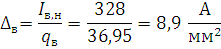 Δв = Iв,н / qв = 328 / 36,95 = 8,9 А / мм²